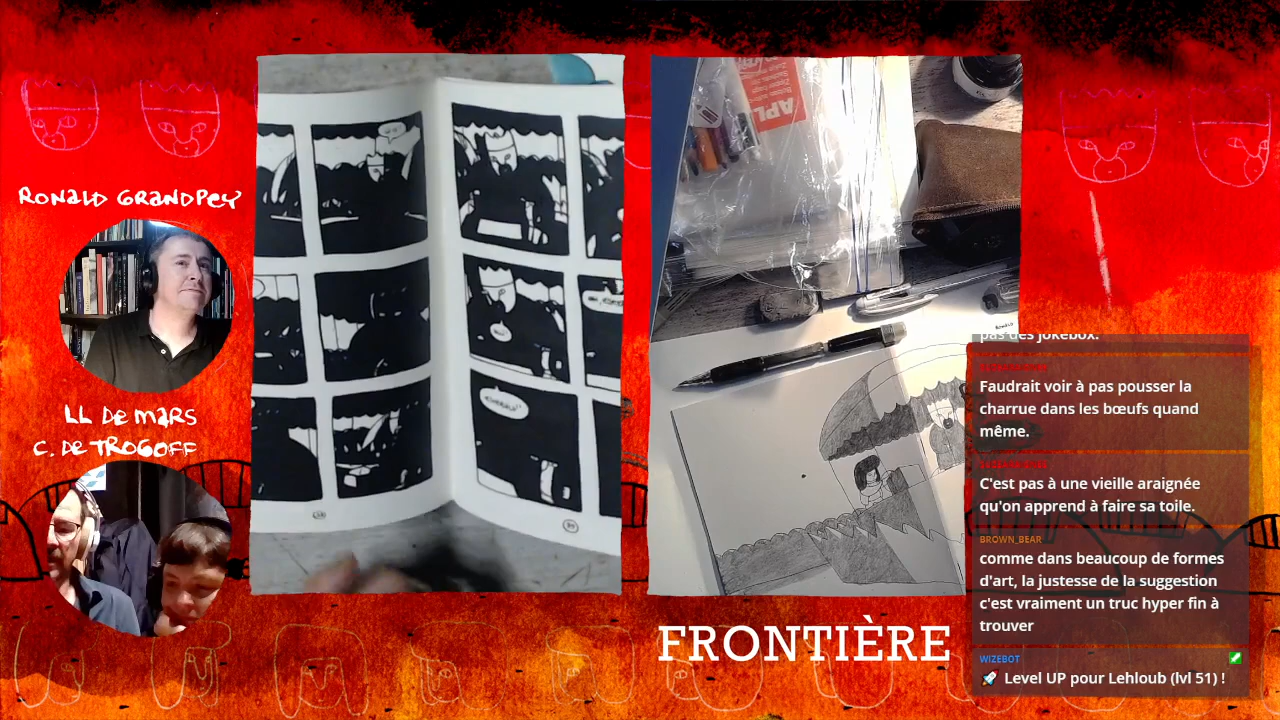 RONALD GRANDPEY
LL De MARS
C. De TROGOFF
APLI
FRONTIÈRE
pas des jokebox.
Faudrait voir à pas pousser la
charrue dans les bœufs quand
même.
C'est pas à une vieille araignée
qu'on apprend à faire sa toile.
BROWN_BEAR
comme dans beaucoup de formes
d'art, la justesse de la suggestion
c'est vraiment un truc hyper fin à
trouver
WIZEBOT
🚀 Level UP pour Lehloub (lvl 51) !